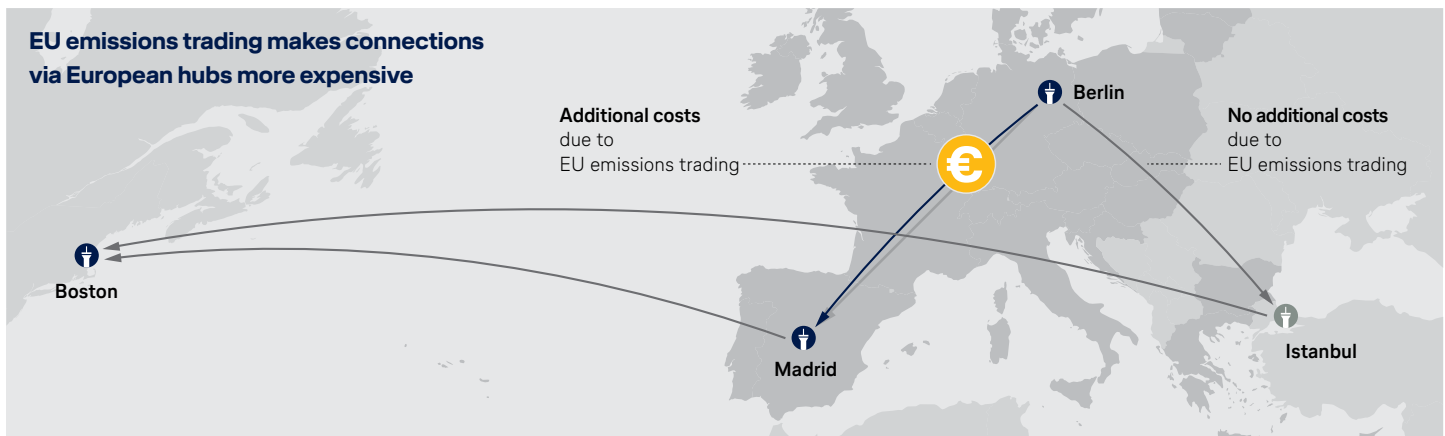 EU emissions trading makes connections
via European hubs more expensive
Additional costs
due to
EU emissions trading
€
Berlin
No additional costs
due to
EU emissions trading
Boston
Madrid
Istanbul